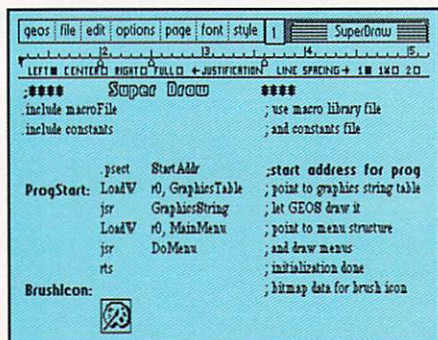 geos file edit options page font style 1 SuperDraw
2 3 4 5
LEFT CENTER RIGHT FULL ← JUSTIFICATION LINE SPACING → 1 1½ 2
;**** Super Draw ****
.include macroFile ; use macro library file
.include constants ; and constants file
.psect StartAddr ;start address for prog
ProgStart: LoadW r0, GraphicsTable ; point to graphics string table
jsr GraphicsString ; let GEOS draw it
LoadW r0, MainMenu ; point to menu structure
jsr DoMenu ; and draw menus
rts ; initialization done
BrushIcon: ; bitmap data for brush icon